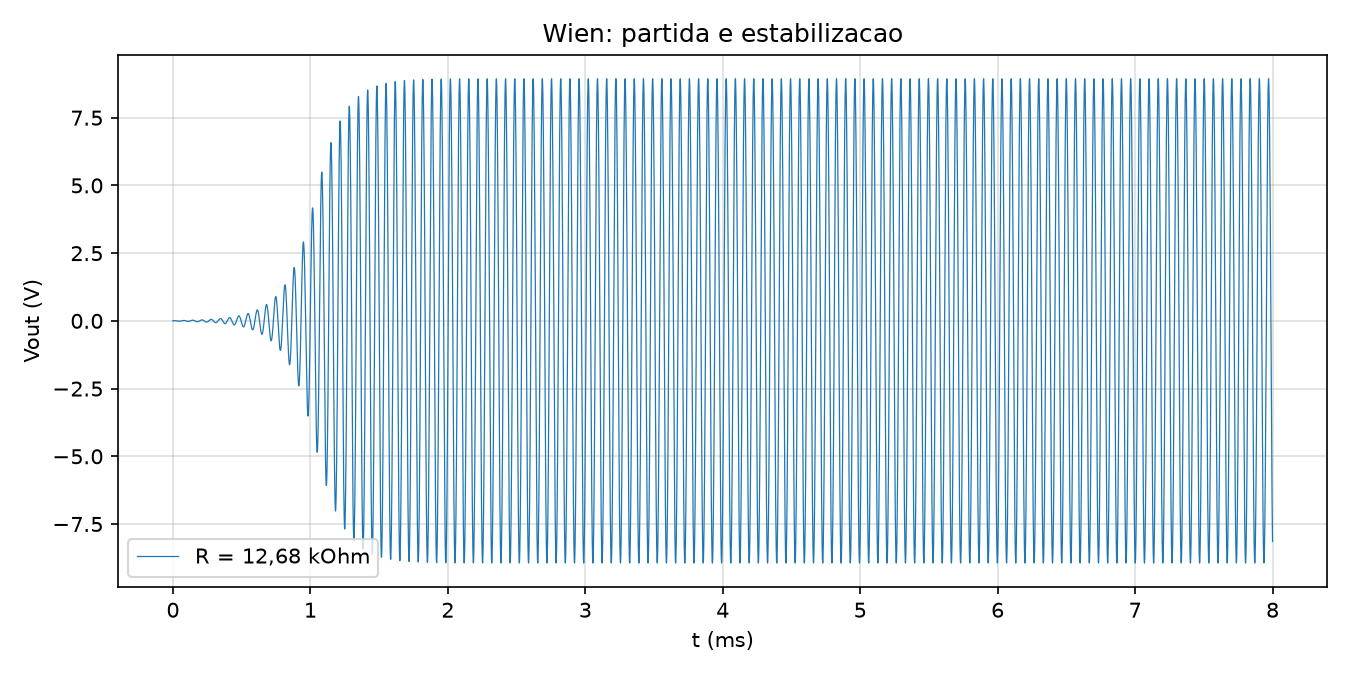 Wien: partida e estabilizacao
Vout (V)
7.5
5.0
2.5
0.0
−2.5
−5.0
−7.5
R = 12,68 kOhm
0 1 2 3 4 5 6 7 8
t (ms)